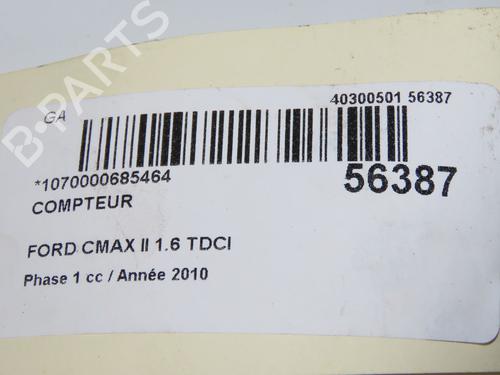 GA
40300501 56387
*1070000685464
56387
COMPTEUR
FORD CMAX II 1.6 TDCI
Phase 1 cc / Année 2010
B-PARTS